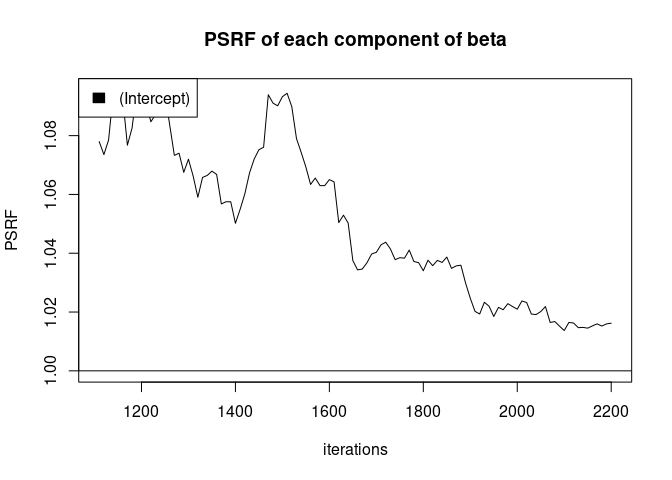 PSRF of each component of beta
(Intercept)
PSRF
1.08
1.06
1.04
1.02
1.00
1200 1400 1600 1800 2000 2200
iterations